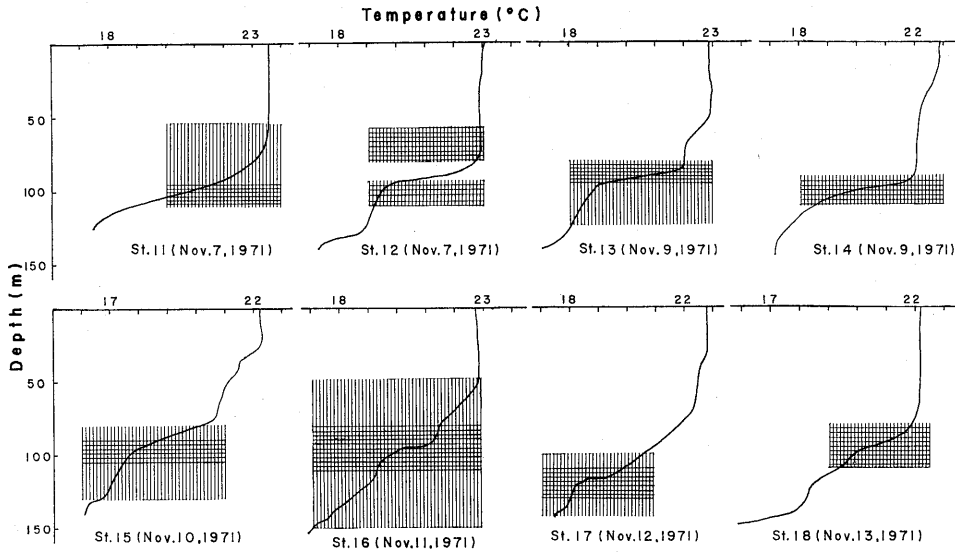 Temperature (°C)
18 23 18 23 18 23 18 22
50
100
150
St.11 (Nov.7,1971) St.12 (Nov.7,1971) St.13 (Nov.9,1971) St.14 (Nov.9,1971)
Depth (m)
17 22 18 23 18 22 17 22
50
100
150
St.15 (Nov.10,1971) St.16 (Nov.11,1971) St.17 (Nov.12,1971) St.18 (Nov.13,1971)